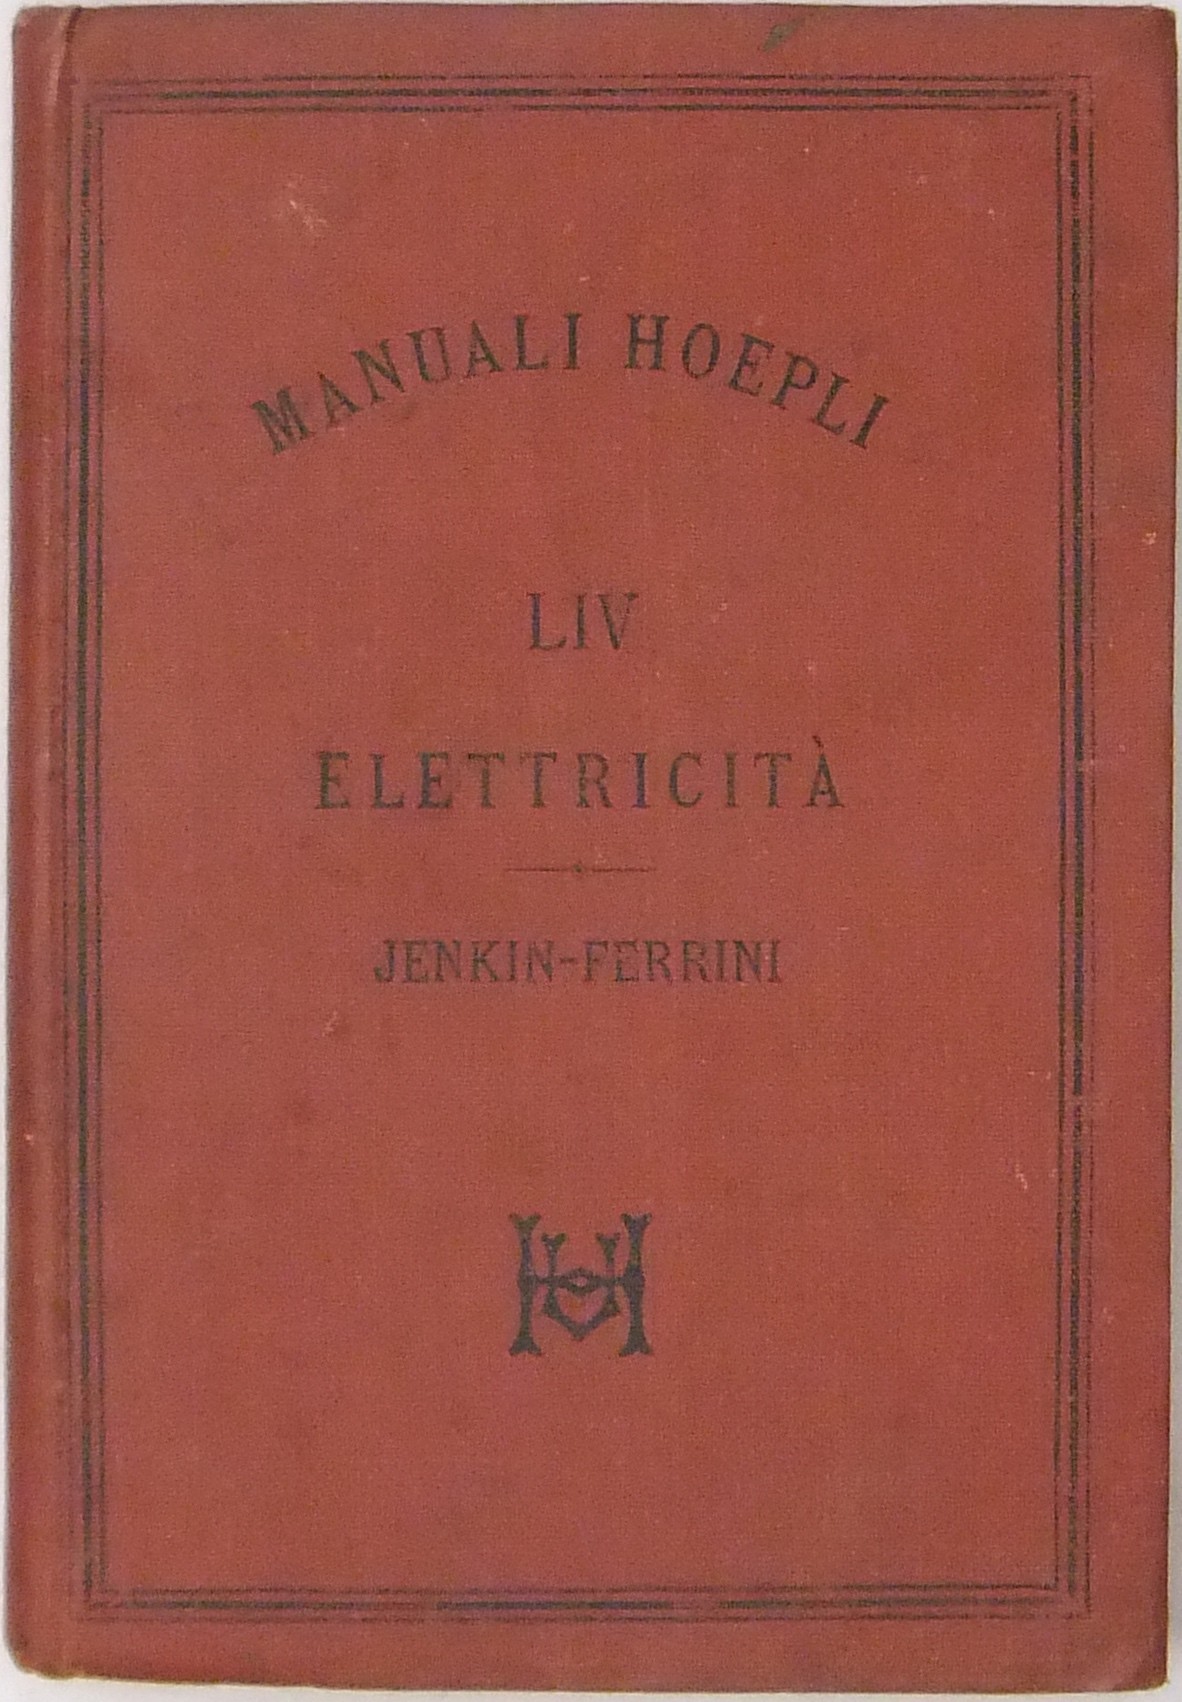 MANUALI HOEPLI
LIV
ELETTRICITÀ
JENKIN-FERRINI